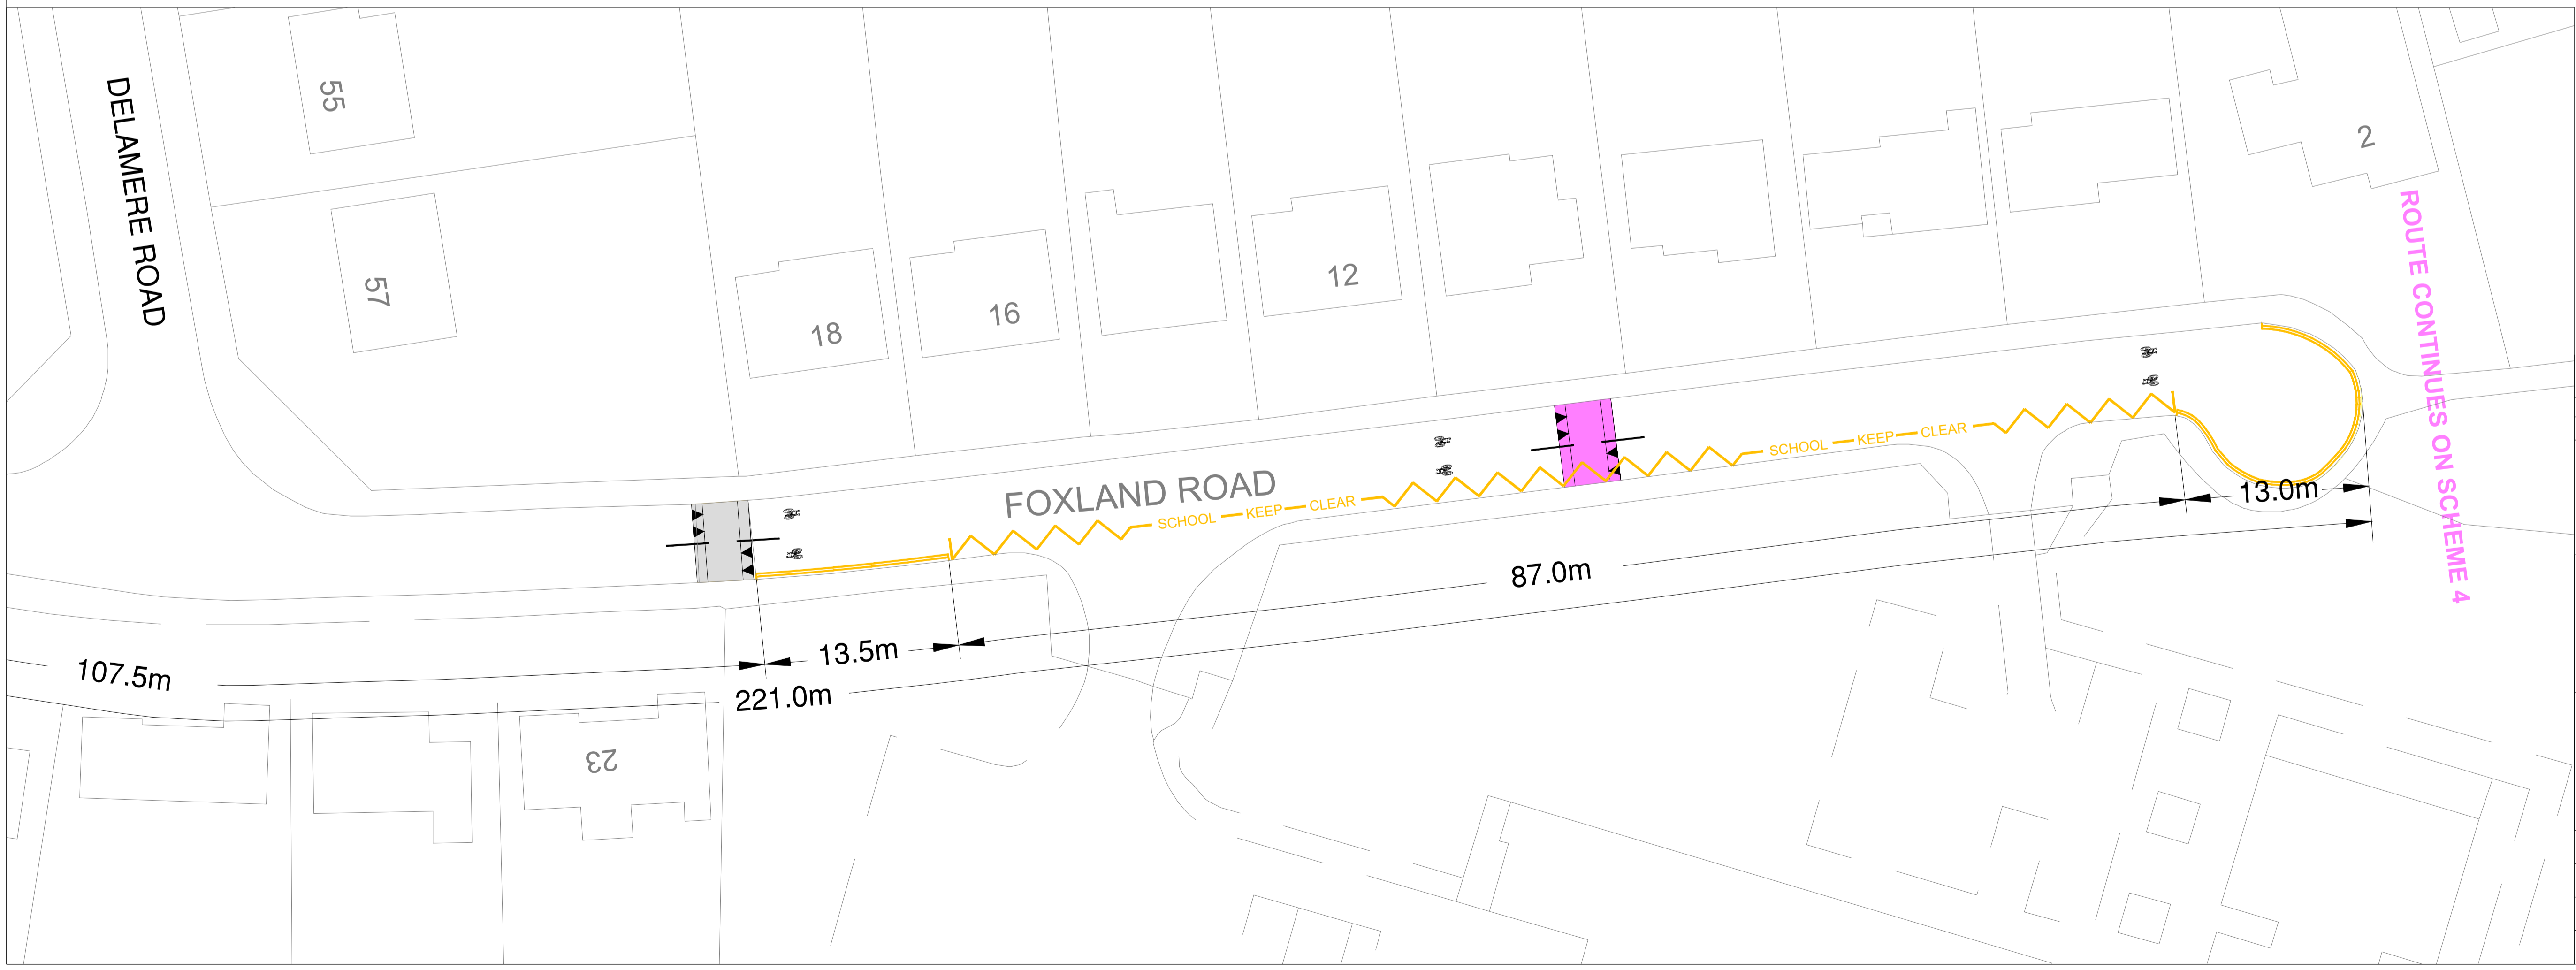 DELAMERE ROAD
55
57
18
16
12
2
ROUTE CONTINUES ON SCHEME 4
FOXLAND ROAD
SCHOOL KEEP CLEAR
SCHOOL KEEP CLEAR
13.0m
87.0m
13.5m
107.5m
221.0m
23